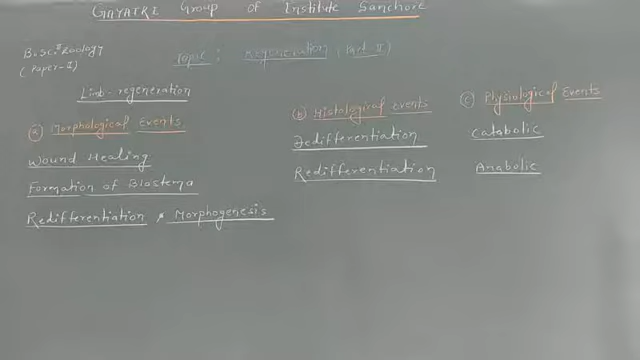 GAYATRI Group of Institute Sanchore
B.Sc. II Zoology
(Paper-II)
Topic: Regeneration (Part II)
Limb-regeneration
(a) Morphological Events
Wound Healing
Formation of Blastema
Redifferentiation & Morphogenesis
(b) Histological Events
Dedifferentiation
Redifferentiation
(c) Physiological Events
Catabolic
Anabolic